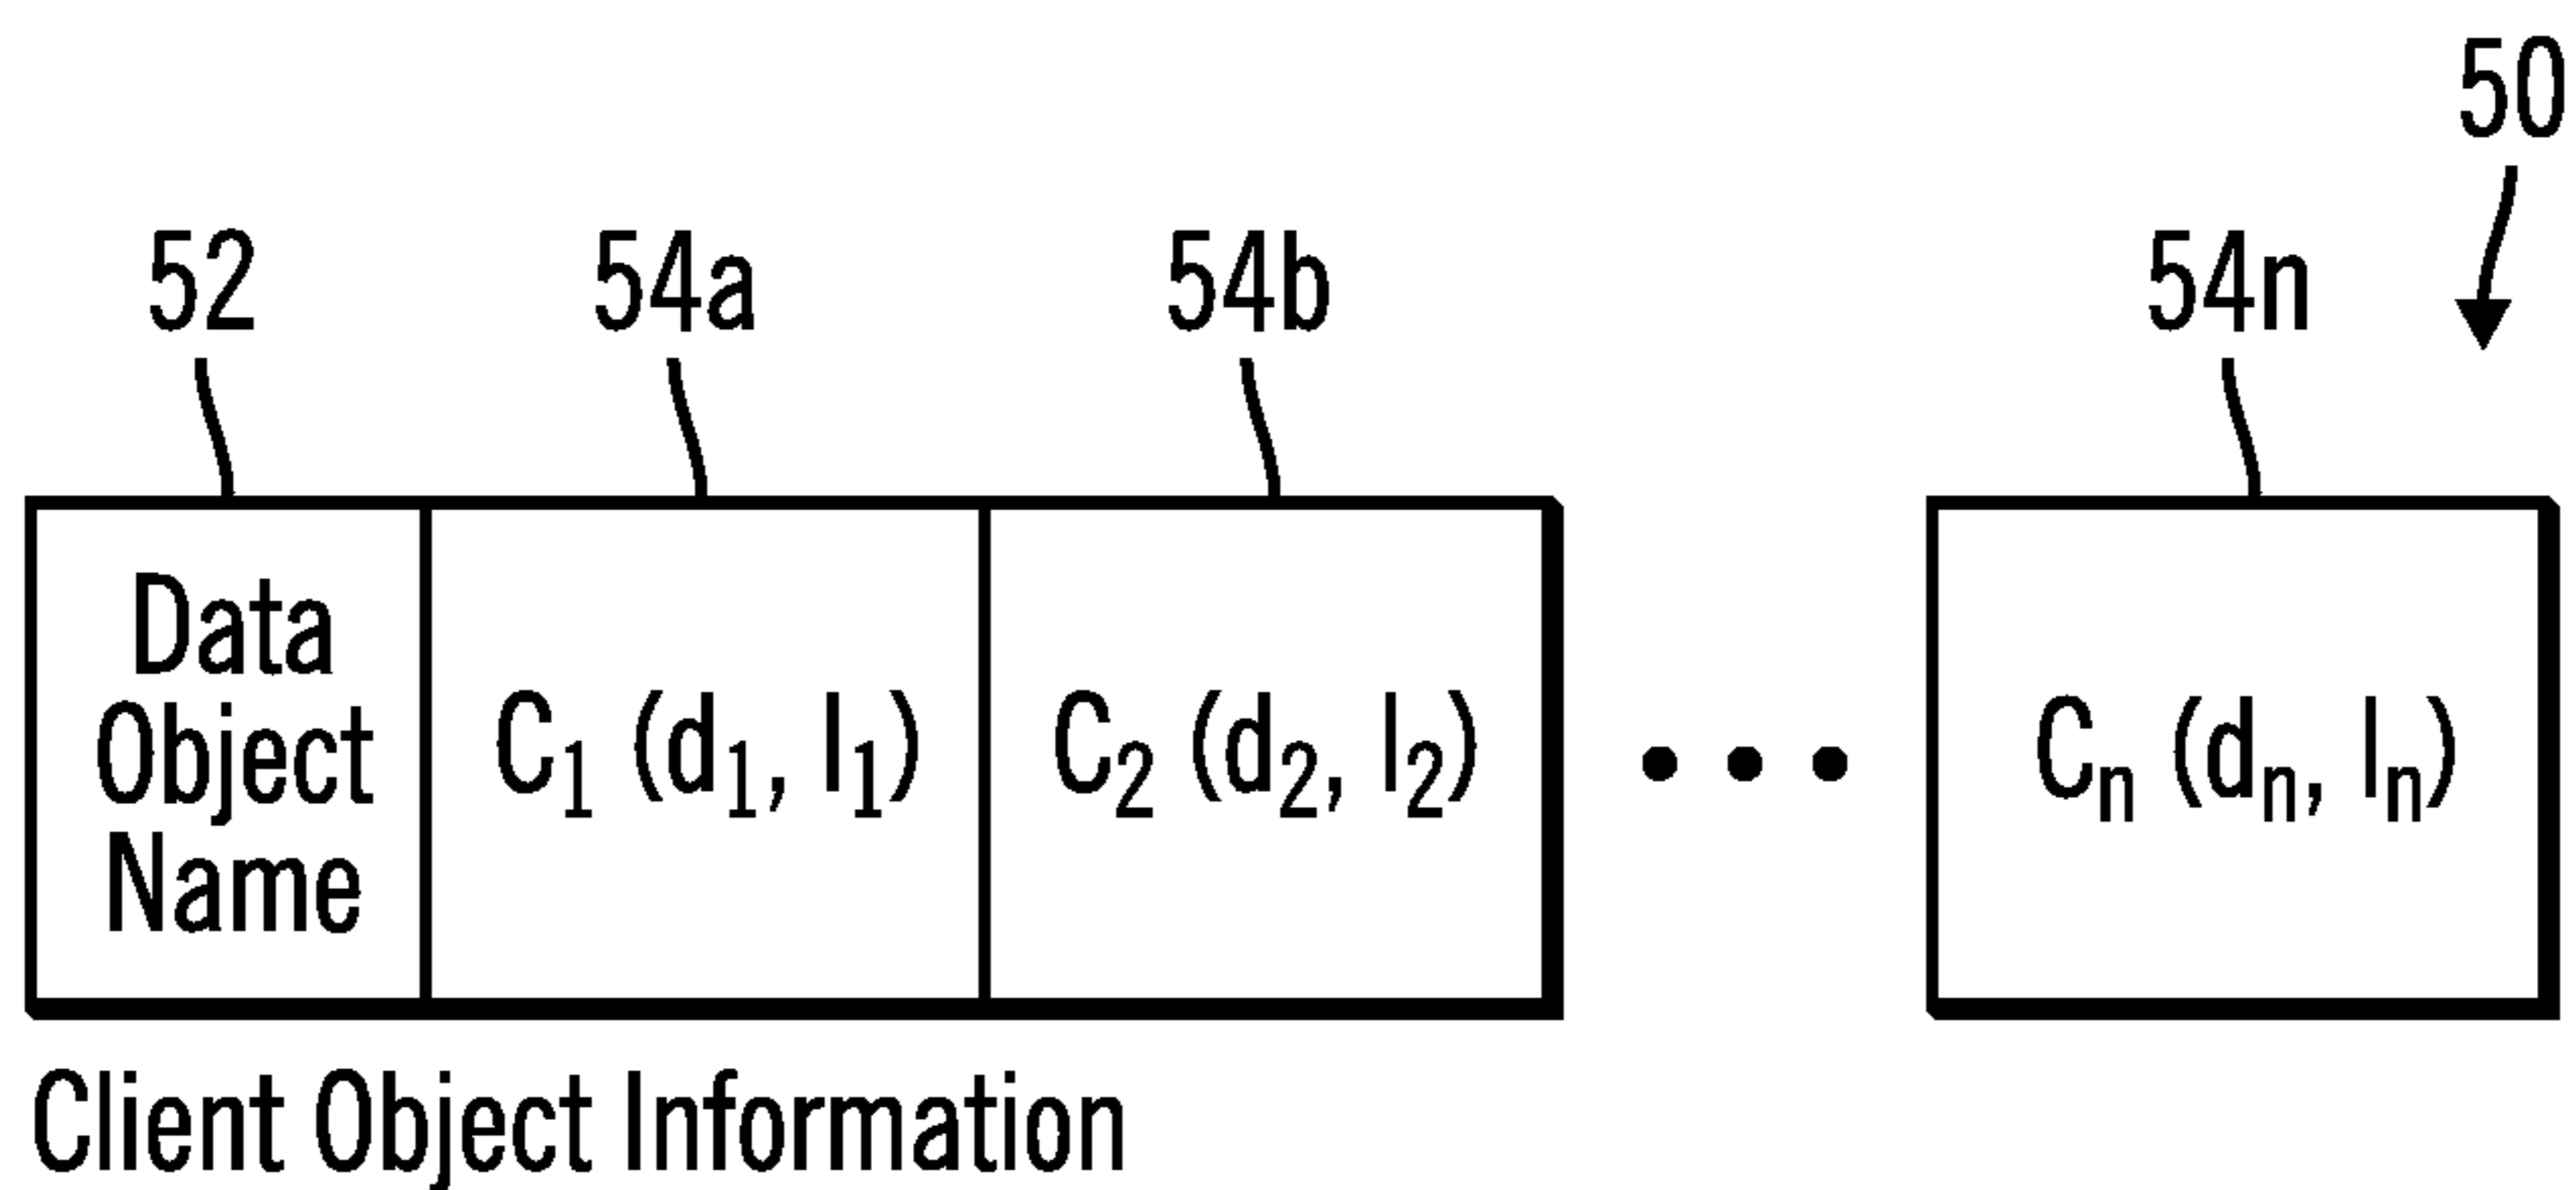 50
52 54a 54b 54n
Data
Object
Name
C₁ (d₁, l₁) C₂ (d₂, l₂) ••• Cₙ (dₙ, lₙ)
Client Object Information